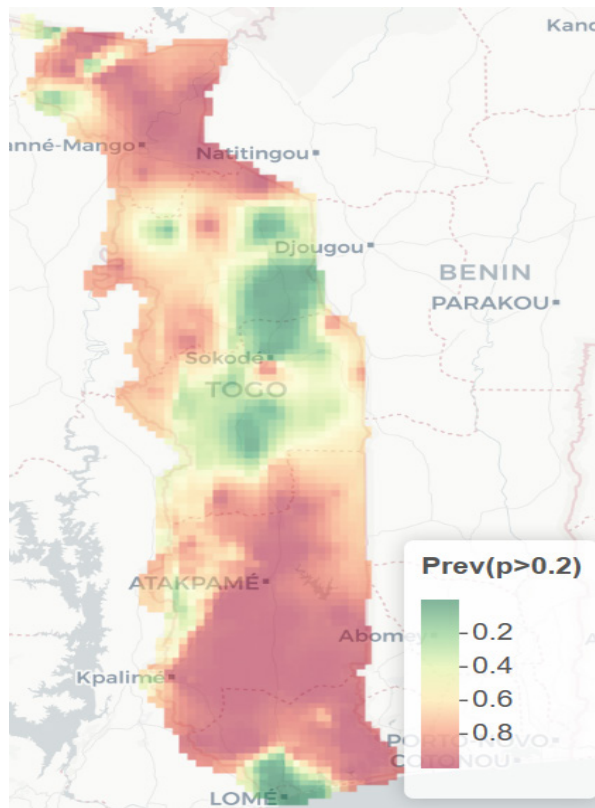 Kand
anné-Mango
Natitingou
Djougou
BENIN
PARAKOU
Sokodé
TOGO
Prev(p>0.2)
0.2
0.4
0.6
0.8
ATAKPAMÉ
Abomey
Kpalimé
PORTO-NOVO
COTONOU
LOMÉ